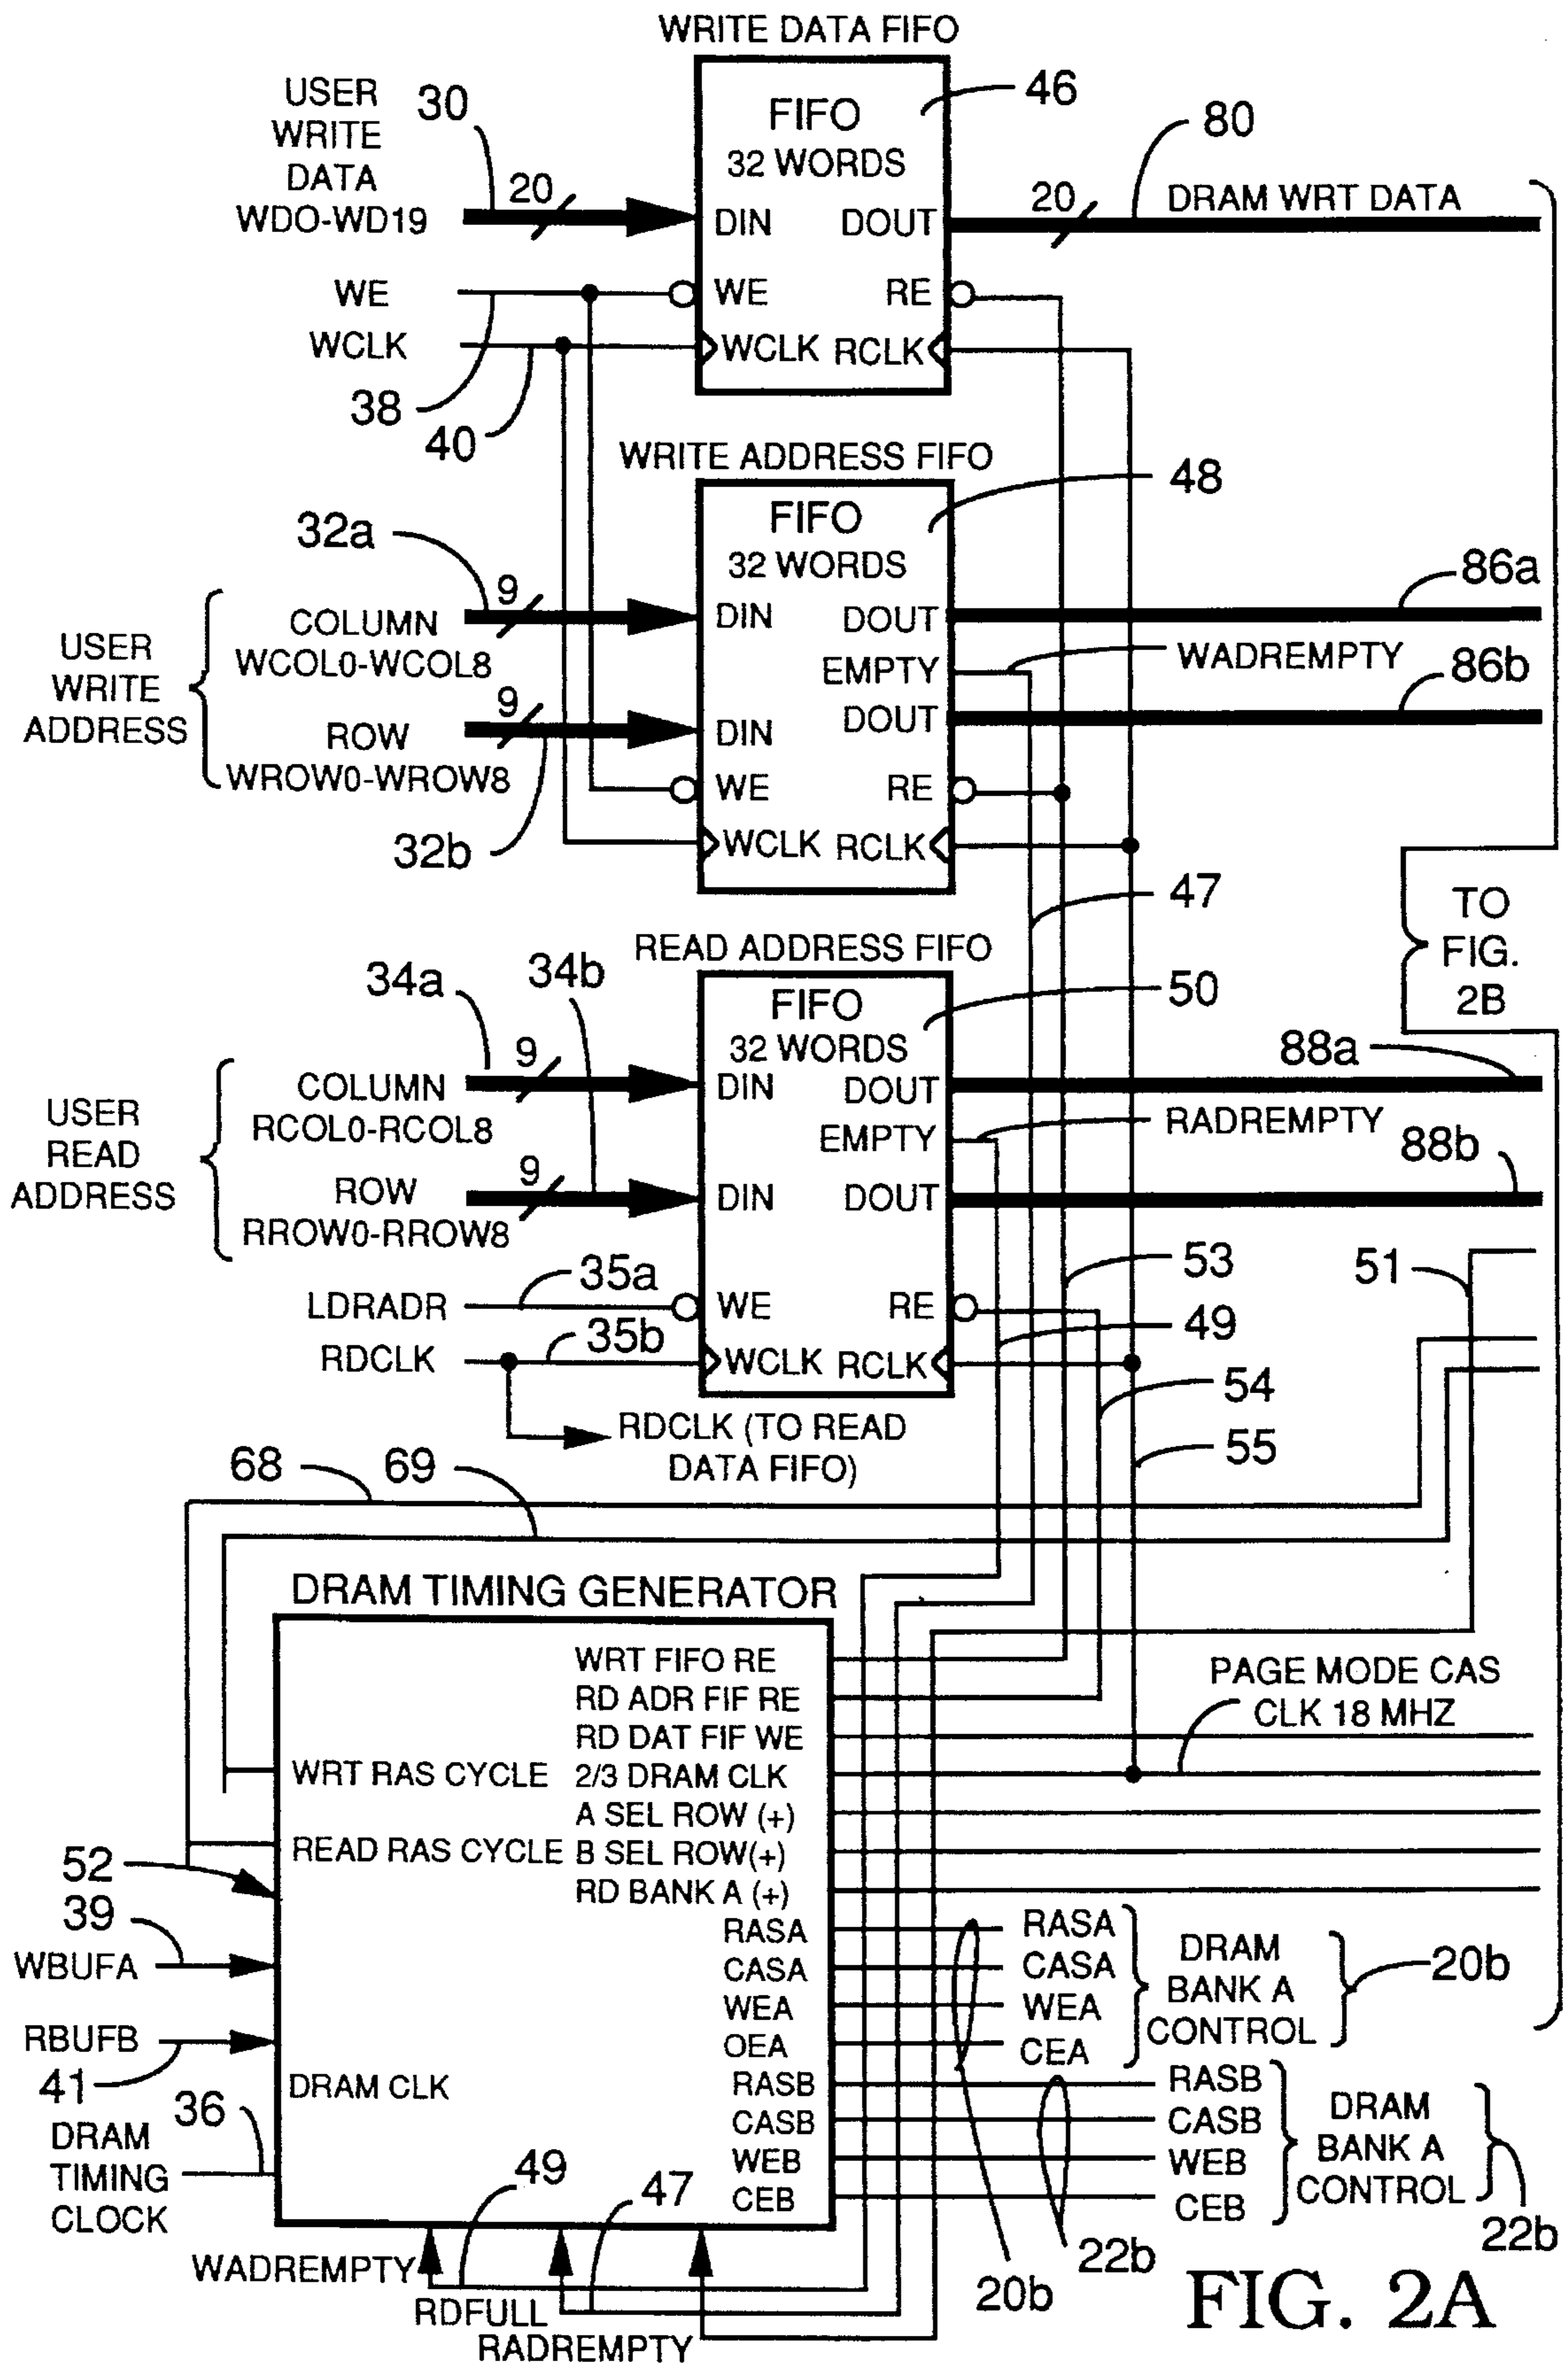 WRITE DATA FIFO
USER
WRITE
DATA
WDO-WD19
30
20
FIFO
32 WORDS
46
DIN
DOUT
20
80
DRAM WRT DATA
WE
WE
RE
WCLK
WCLK
RCLK
38
40
WRITE ADDRESS FIFO
FIFO
32 WORDS
48
32a
9
COLUMN
WCOL0-WCOL8
DIN
DOUT
86a
USER
WRITE
ADDRESS
EMPTY
WADREMPTY
9
ROW
WROW0-WROW8
DIN
DOUT
86b
WE
RE
32b
WCLK
RCLK
47
TO
FIG.
2B
READ ADDRESS FIFO
34a
34b
FIFO
32 WORDS
50
9
COLUMN
RCOL0-RCOL8
DIN
DOUT
88a
USER
READ
ADDRESS
EMPTY
RADREMPTY
9
ROW
RROW0-RROW8
DIN
DOUT
88b
53
51
LDRADR
35a
WE
RE
49
RDCLK
35b
WCLK
RCLK
54
RDCLK (TO READ
DATA FIFO)
55
68
69
DRAM TIMING GENERATOR
WRT FIFO RE
RD ADR FIF RE
RD DAT FIF WE
PAGE MODE CAS
CLK 18 MHZ
WRT RAS CYCLE
2/3 DRAM CLK
A SEL ROW (+)
READ RAS CYCLE
B SEL ROW(+)
RD BANK A (+)
52
39
WBUFA
RBUFB
41
36
DRAM
TIMING
CLOCK
DRAM CLK
RASA
CASA
WEA
OEA
RASA
CASA
WEA
CEA
DRAM
BANK A
CONTROL
20b
RASB
CASB
WEB
CEB
RASB
CASB
WEB
CEB
DRAM
BANK A
CONTROL
22b
49
47
WADREMPTY
RDFULL
RADREMPTY
20b
22b
FIG. 2A